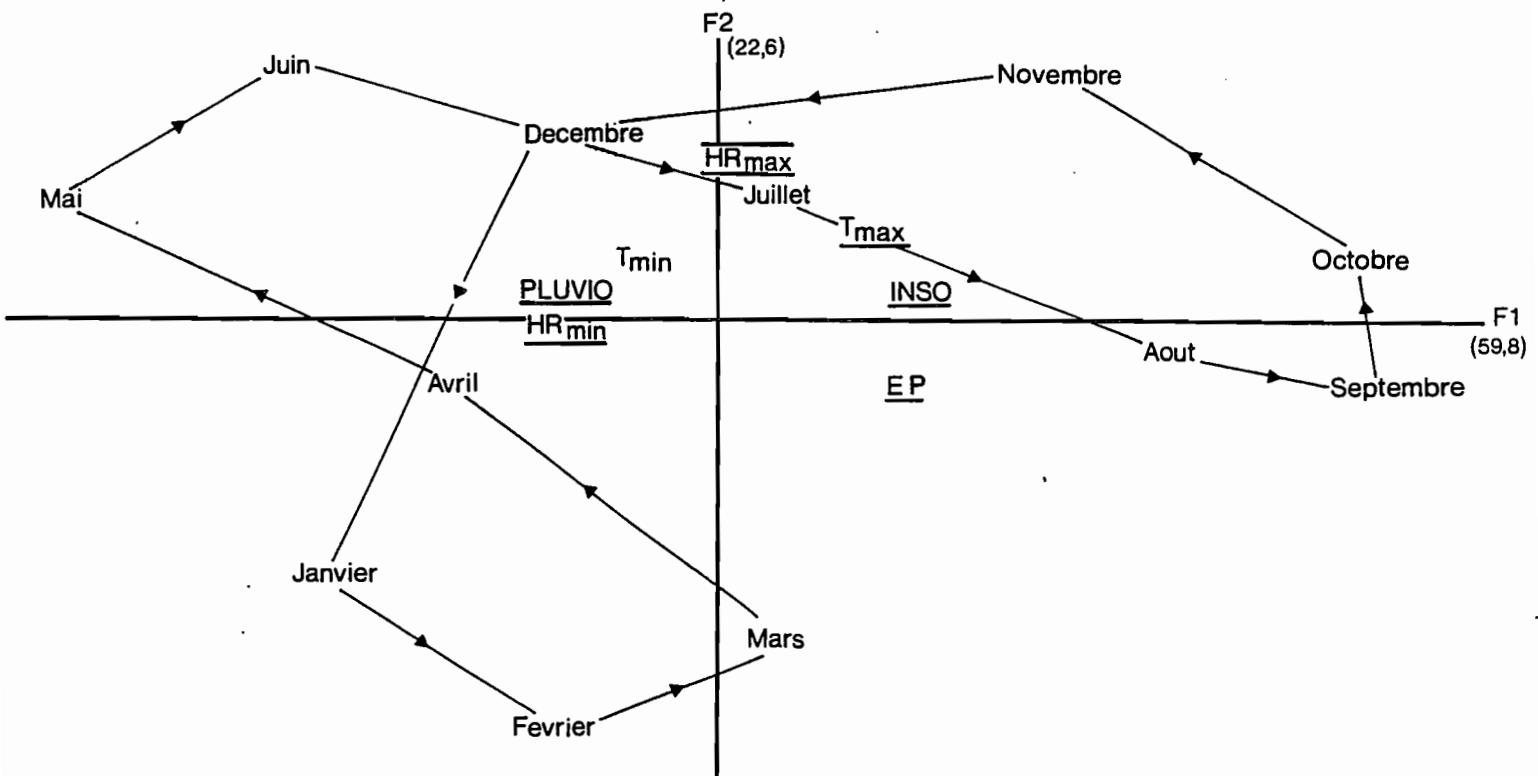 F2
(22,6)
Juin
Novembre
Decembre
HRmax
Juillet
Mai
Tmax
Tmin
Octobre
PLUVIO
INSO
HRmin
F1
(59,8)
Aout
Avril
EP
Septembre
Janvier
Mars
Fevrier